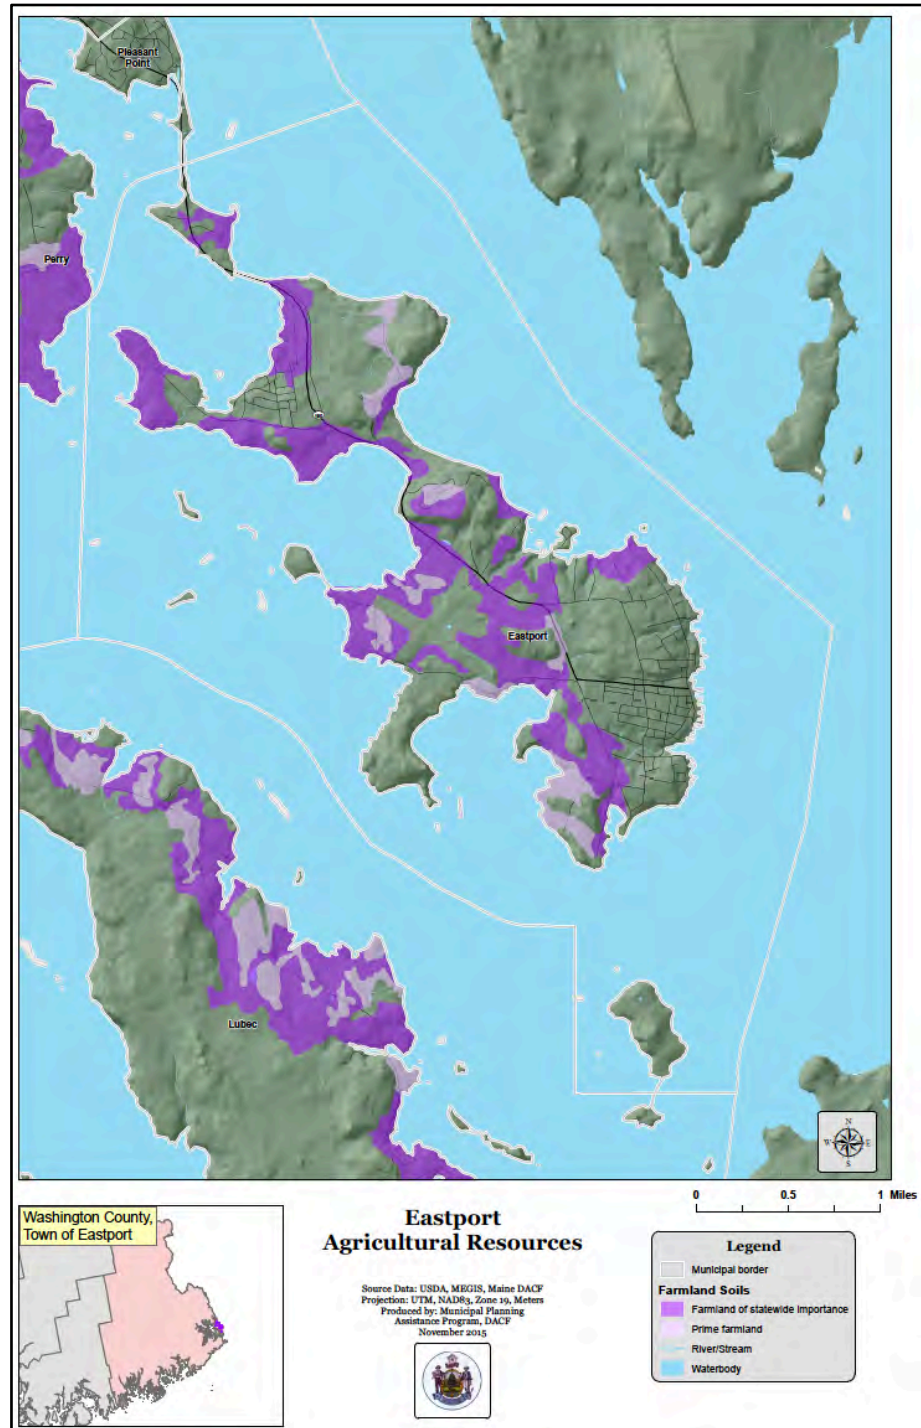 Pleasant
Point
Perry
Eastport
Lubec
N
W E
S
0 0.5 1 Miles
Washington County,
Town of Eastport
Eastport
Agricultural Resources
Source Data: USDA, MEGIS, Maine DACF
Projection: UTM, NAD83, Zone 19, Meters
Produced by: Municipal Planning
Assistance Program, DACF
November 2015
Legend
Municipal border
Farmland Soils
Farmland of statewide importance
Prime farmland
River/Stream
Waterbody